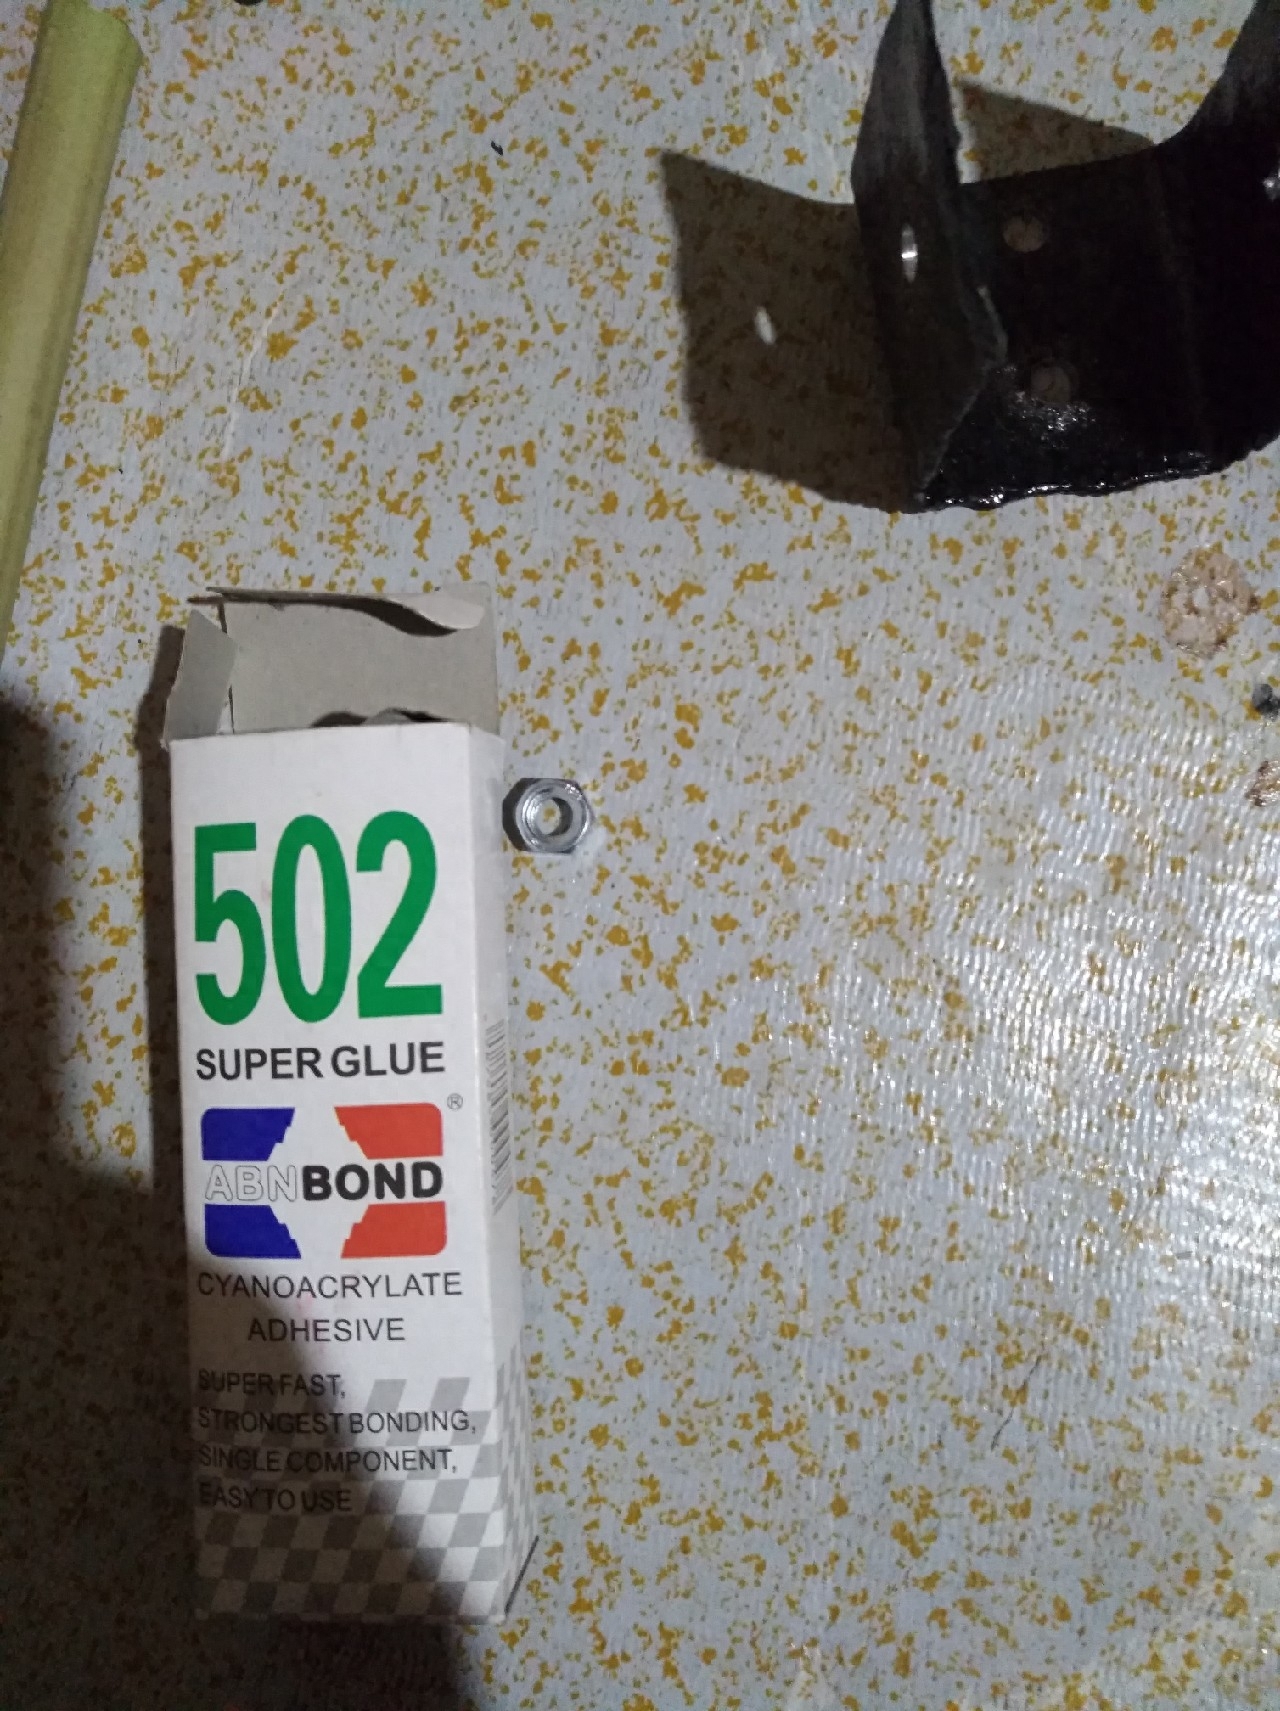 502
SUPER GLUE
®
ABNBOND
CYANOACRYLATE
ADHESIVE
SUPER FAST,
STRONGEST BONDING,
SINGLE COMPONENT,
EASY TO USE